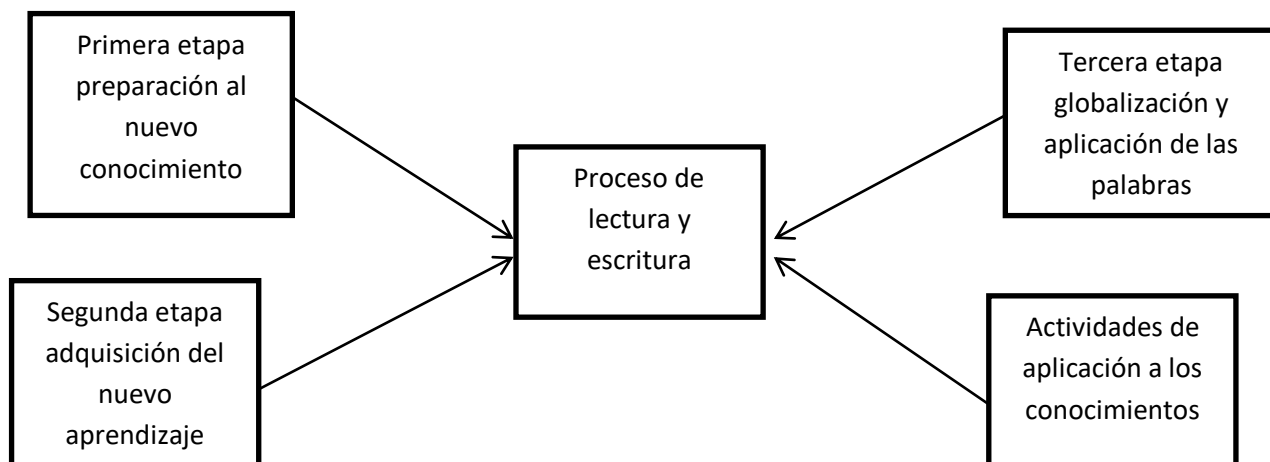 Primera etapa
preparación al
nuevo
conocimiento
Segunda etapa
adquisición del
nuevo
aprendizaje
Proceso de
lectura y
escritura
Tercera etapa
globalización y
aplicación de las
palabras
Actividades de
aplicación a los
conocimientos